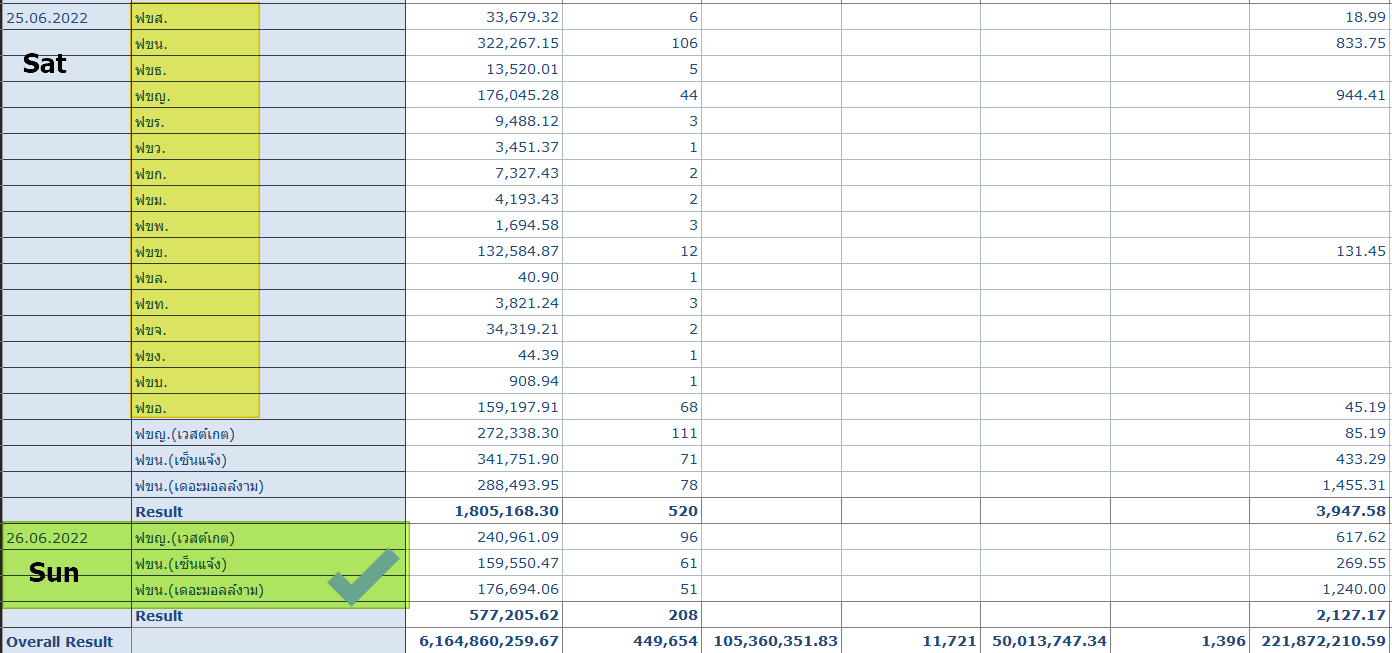 25.06.2022 ฟขส. 33,679.32 6 18.99
ฟขน. 322,267.15 106 833.75
Sat
ฟขธ. 13,520.01 5
ฟขญ. 176,045.28 44 944.41
ฟขร. 9,488.12 3
ฟขว. 3,451.37 1
ฟขก. 7,327.43 2
ฟขม. 4,193.43 2
ฟขพ. 1,694.58 3
ฟขข. 132,584.87 12 131.45
ฟขล. 40.90 1
ฟขท. 3,821.24 3
ฟขจ. 34,319.21 2
ฟขง. 44.39 1
ฟขบ. 908.94 1
ฟขอ. 159,197.91 68 45.19
ฟขญ.(เวสต์เกต) 272,338.30 111 85.19
ฟขน.(เซ็นแจ้ง) 341,751.90 71 433.29
ฟขน.(เดอะมอลล์งาม) 288,493.95 78 1,455.31
Result 1,805,168.30 520 3,947.58
26.06.2022 ฟขญ.(เวสต์เกต) 240,961.09 96 617.62
ฟขน.(เซ็นแจ้ง) 159,550.47 61 269.55
Sun
ฟขน.(เดอะมอลล์งาม) 176,694.06 51 1,240.00
Result 577,205.62 208 2,127.17
Overall Result 6,164,860,259.67 449,654 105,360,351.83 11,721 50,013,747.34 1,396 221,872,210.59